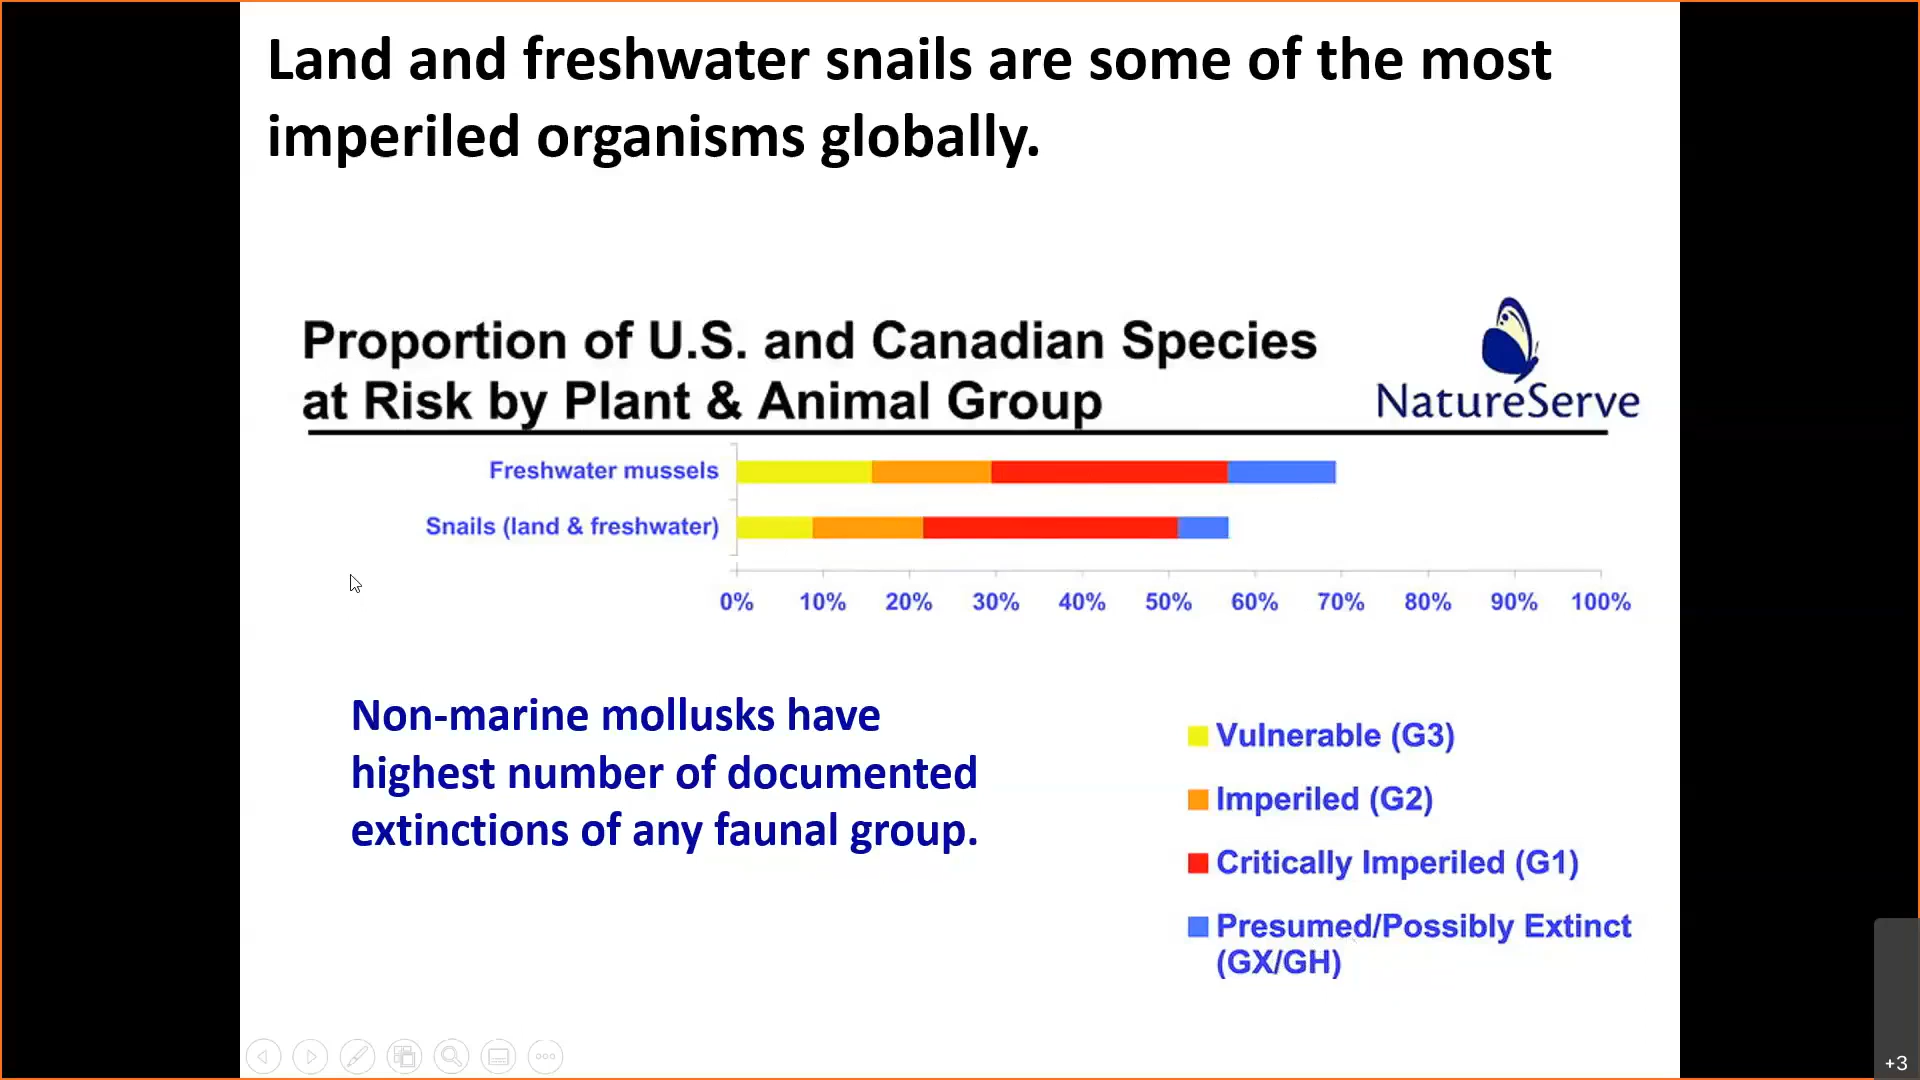 Land and freshwater snails are some of the most
imperiled organisms globally.
Proportion of U.S. and Canadian Species
at Risk by Plant & Animal Group
NatureServe
Freshwater mussels
Snails (land & freshwater)
0% 10% 20% 30% 40% 50% 60% 70% 80% 90% 100%
Non-marine mollusks have
highest number of documented
extinctions of any faunal group.
Vulnerable (G3)
Imperiled (G2)
Critically Imperiled (G1)
Presumed/Possibly Extinct
(GX/GH)
+3